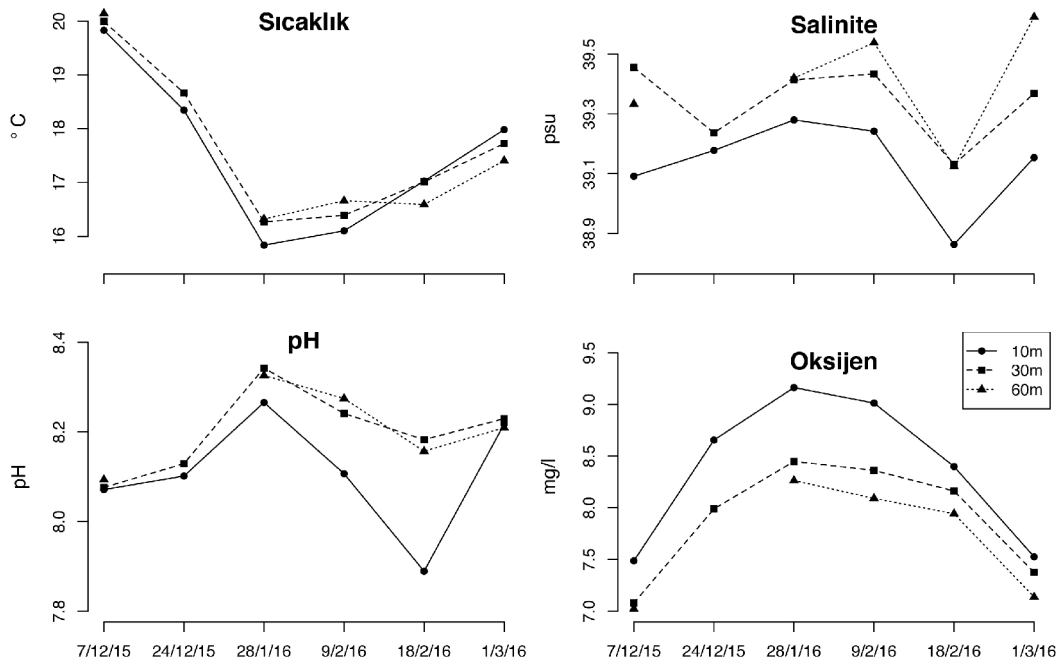 Sıcaklık
° C
20
19
18
17
16
Salinite
psu
39.5
39.3
39.1
38.9
pH
pH
8.4
8.2
8.0
7.8
7/12/15 24/12/15 28/1/16 9/2/16 18/2/16 1/3/16
Oksijen
mg/l
9.5
9.0
8.5
8.0
7.5
7.0
10m
30m
60m
7/12/15 24/12/15 28/1/16 9/2/16 18/2/16 1/3/16